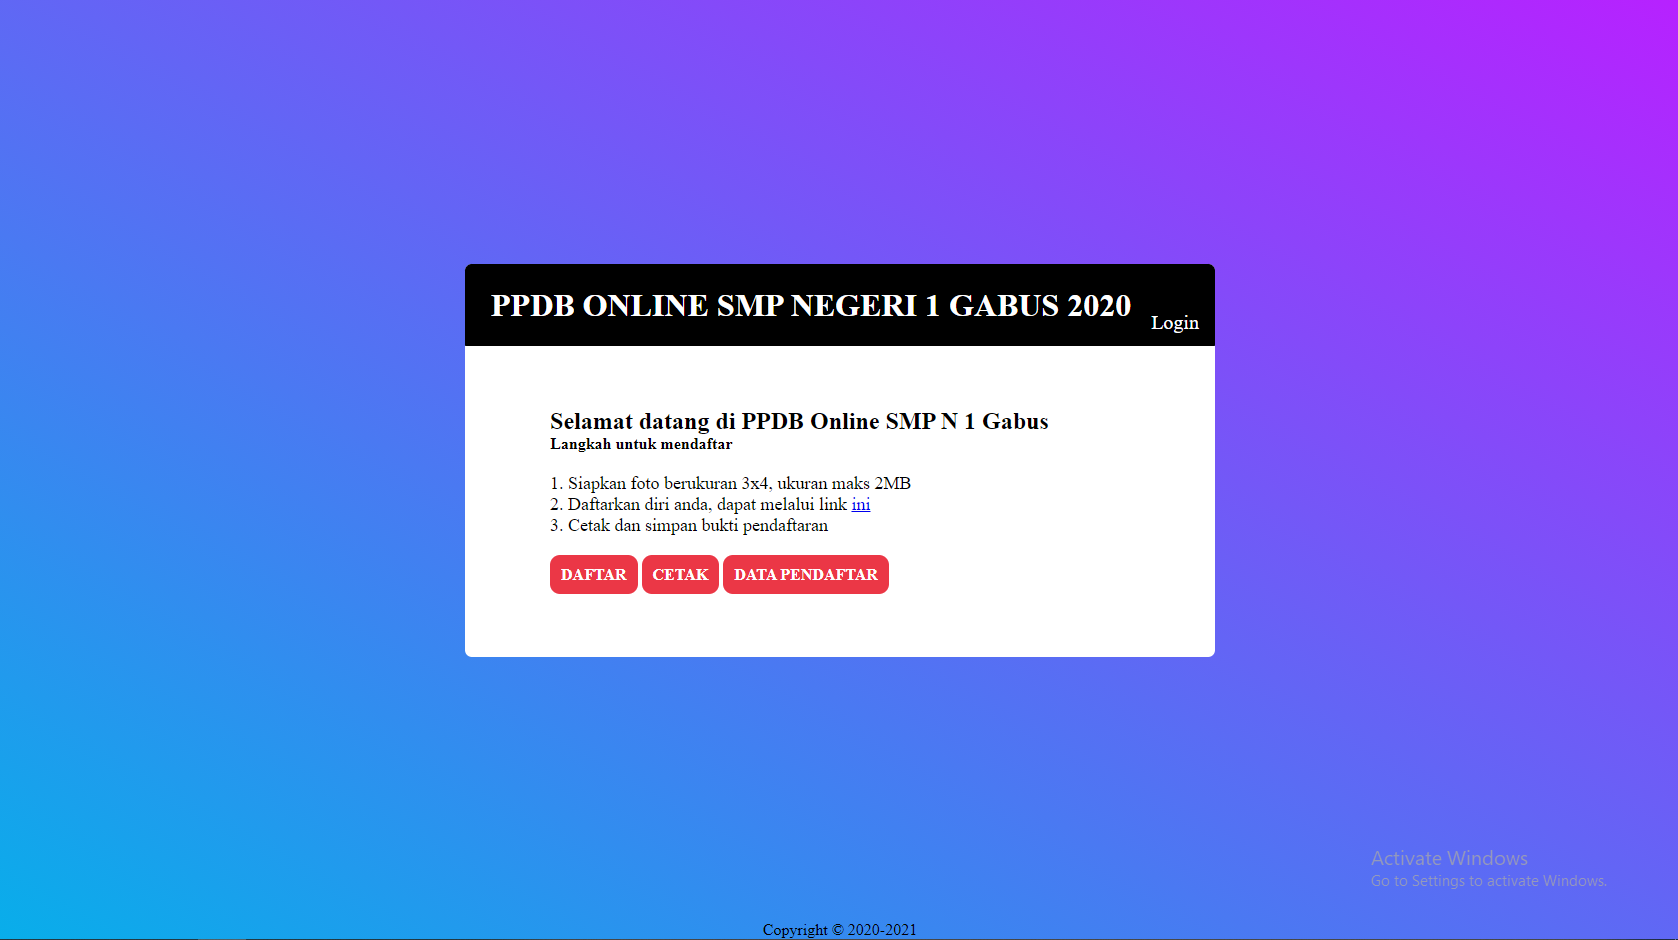 PPDB ONLINE SMP NEGERI 1 GABUS 2020
Login
Selamat datang di PPDB Online SMP N 1 Gabus
Langkah untuk mendaftar
1. Siapkan foto berukuran 3x4, ukuran maks 2MB
2. Daftarkan diri anda, dapat melalui link ini
3. Cetak dan simpan bukti pendaftaran
DAFTAR CETAK DATA PENDAFTAR
Activate Windows
Go to Settings to activate Windows.
Copyright © 2020-2021